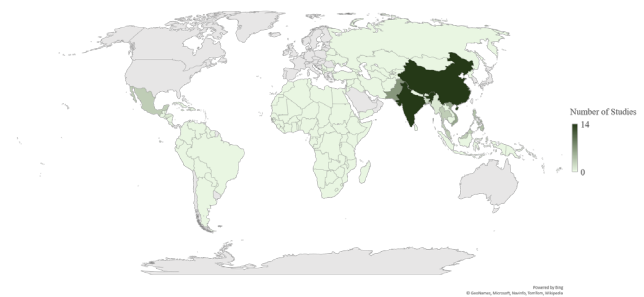 Number of Studies
14
0
Powered by Bing
© GeoNames, Microsoft, Navinfo, TomTom, Wikipedia